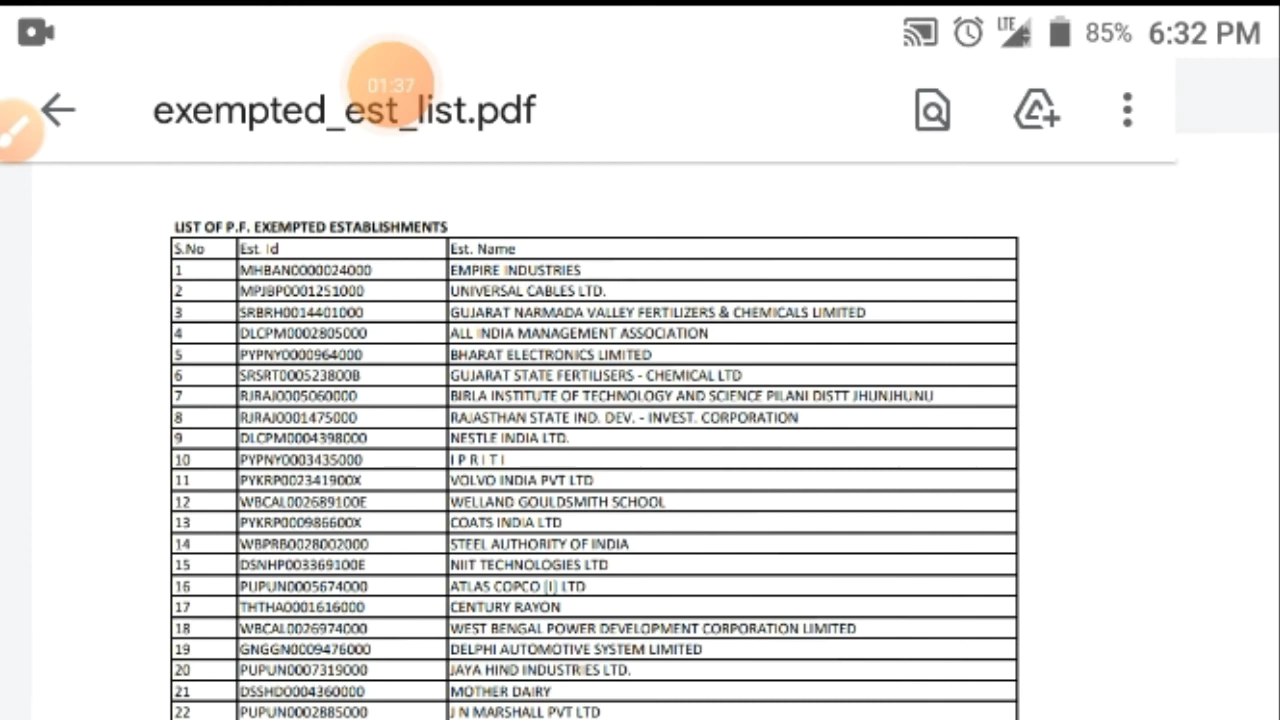 LTE 85% 6:32 PM
01:37
exempted_est_list.pdf
LIST OF P.F. EXEMPTED ESTABLISHMENTS
S.No Est. Id Est. Name
1 MHBAN0000024000 EMPIRE INDUSTRIES
2 MPJBP0001251000 UNIVERSAL CABLES LTD.
3 SRBRH0014401000 GUJARAT NARMADA VALLEY FERTILIZERS & CHEMICALS LIMITED
4 DLCPM0002805000 ALL INDIA MANAGEMENT ASSOCIATION
5 PYPNY0000964000 BHARAT ELECTRONICS LIMITED
6 SRSRT000523800B GUJARAT STATE FERTILISERS - CHEMICAL LTD
7 RJRAJ0005060000 BIRLA INSTITUTE OF TECHNOLOGY AND SCIENCE PILANI DISTT JHUNJHUNU
8 RJRAJ0001475000 RAJASTHAN STATE IND. DEV. - INVEST. CORPORATION
9 DLCPM0004398000 NESTLE INDIA LTD.
10 PYPNY0003435000 I P R I T I
11 PYKRP002341900X VOLVO INDIA PVT LTD
12 WBCAL002689100E WELLAND GOULDSMITH SCHOOL
13 PYKRP000986600X COATS INDIA LTD
14 WBPRB0028002000 STEEL AUTHORITY OF INDIA
15 DSNHP003369100E NIIT TECHNOLOGIES LTD
16 PUPUN0005674000 ATLAS COPCO (I) LTD
17 THTHA0001616000 CENTURY RAYON
18 WBCAL0026974000 WEST BENGAL POWER DEVELOPMENT CORPORATION LIMITED
19 GNGGN0009476000 DELPHI AUTOMOTIVE SYSTEM LIMITED
20 PUPUN0007319000 JAYA HIND INDUSTRIES LTD.
21 DSSHD0004360000 MOTHER DAIRY
22 PUPUN0002885000 J N MARSHALL PVT LTD